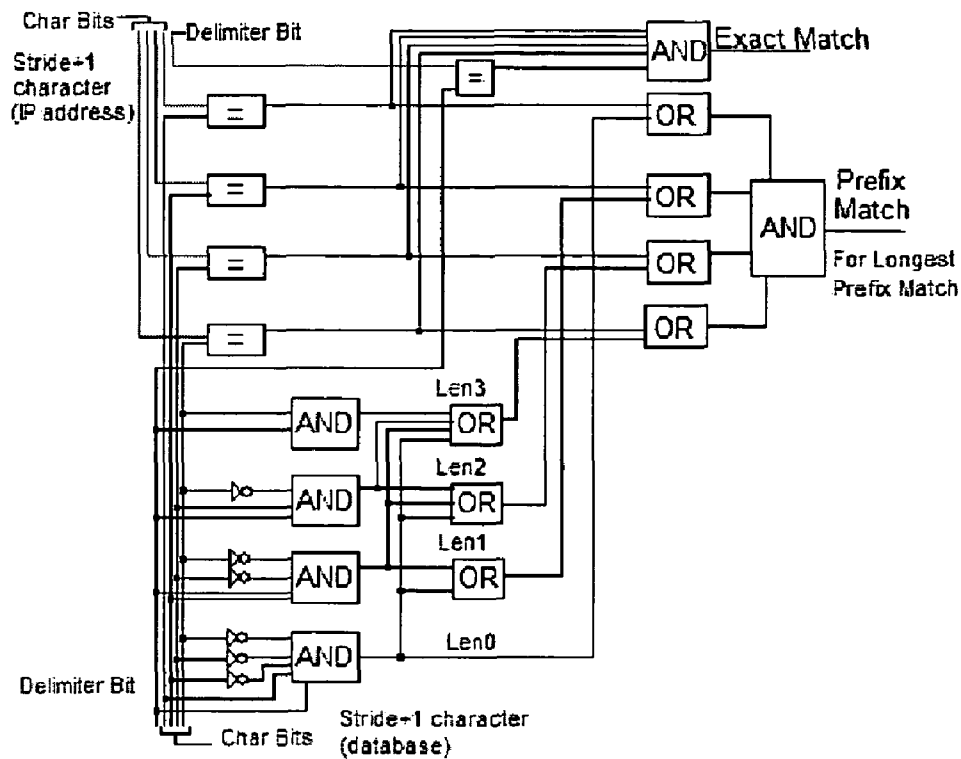 Char Bits
Delimiter Bit
Stride+1
character
(IP address)
=
AND
Exact Match
=
OR
=
OR
AND
Prefix
Match
=
OR
For Longest
Prefix Match
=
OR
Len3
AND
OR
Len2
AND
OR
Len1
AND
OR
AND
Len0
Delimiter Bit
Char Bits
Stride+1 character
(database)